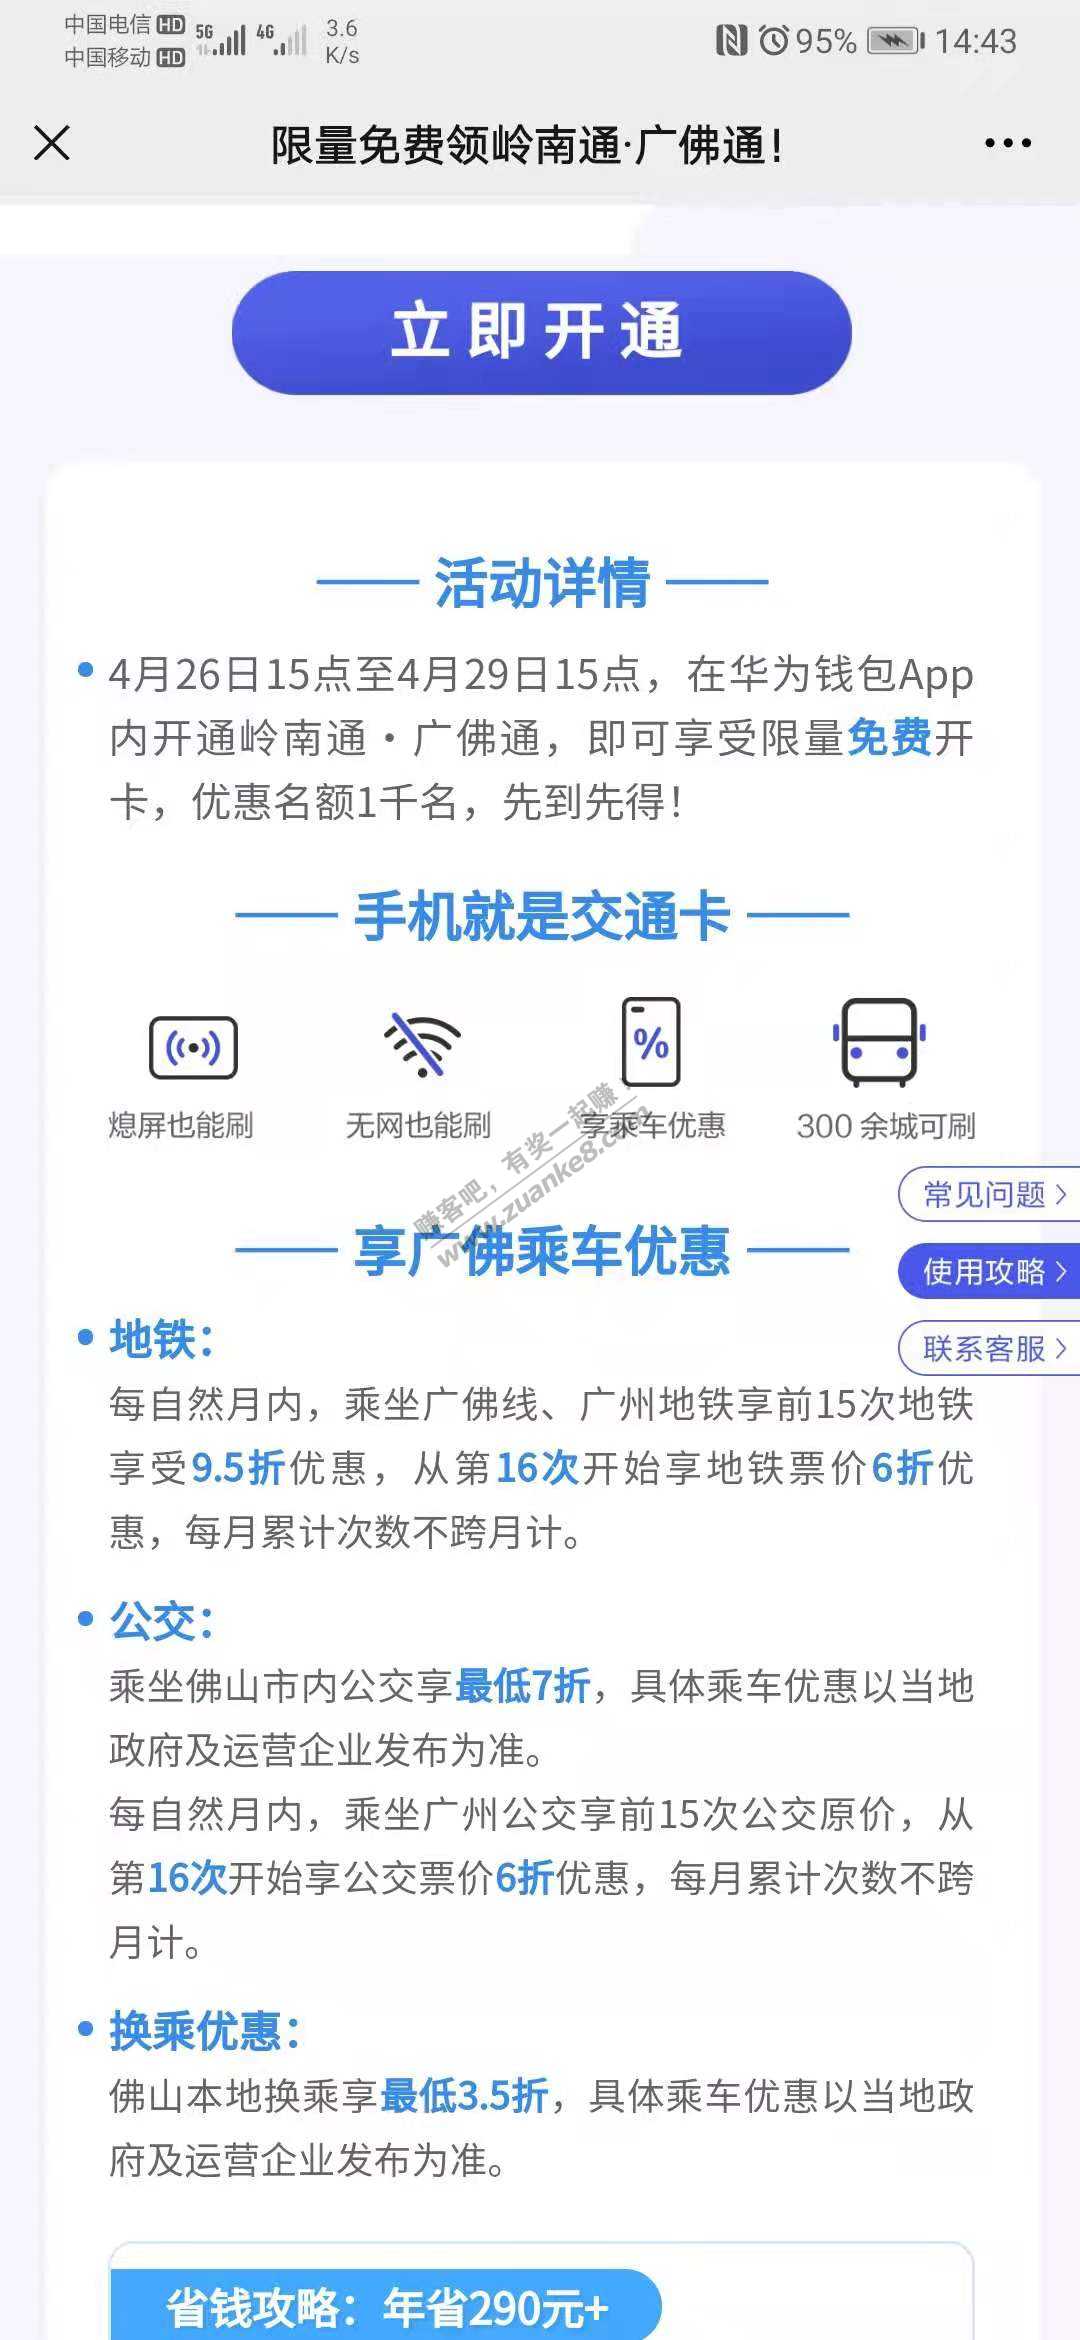 中国电信 HD 5G 4G 3.6
中国移动 HD K/s
95% 14:43
限量免费领岭南通·广佛通!
立即开通
活动详情
4月26日15点至4月29日15点，在华为钱包App
内开通岭南通·广佛通，即可享受限量免费开
卡，优惠名额1千名，先到先得！
手机就是交通卡
%
熄屏也能刷 无网也能刷 享乘车优惠 300 余城可刷
赚客吧，有奖一起赚！
www.zuanke8.com
常见问题
享广佛乘车优惠
使用攻略
地铁：
联系客服
每自然月内，乘坐广佛线、广州地铁享前15次地铁
享受9.5折优惠，从第16次开始享地铁票价6折优
惠，每月累计次数不跨月计。
公交：
乘坐佛山市内公交享最低7折，具体乘车优惠以当地
政府及运营企业发布为准。
每自然月内，乘坐广州公交享前15次公交原价，从
第16次开始享公交票价6折优惠，每月累计次数不跨
月计。
换乘优惠：
佛山本地换乘享最低3.5折，具体乘车优惠以当地政
府及运营企业发布为准。
省钱攻略：年省290元+